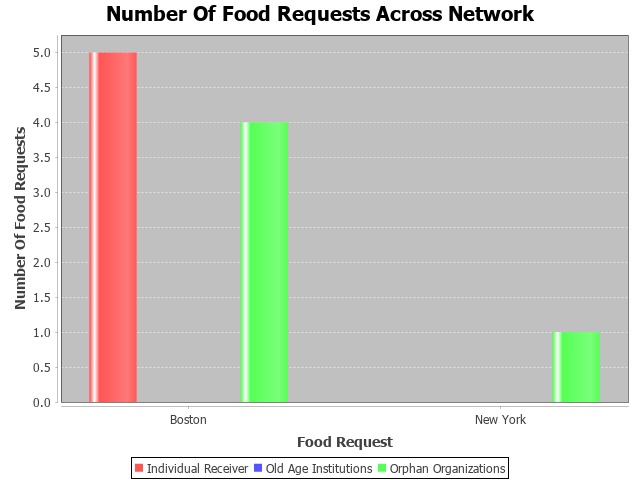 Number Of Food Requests Across Network
Number Of Food Requests
5.0
4.5
4.0
3.5
3.0
2.5
2.0
1.5
1.0
0.5
0.0
Boston New York
Food Request
Individual Receiver Old Age Institutions Orphan Organizations